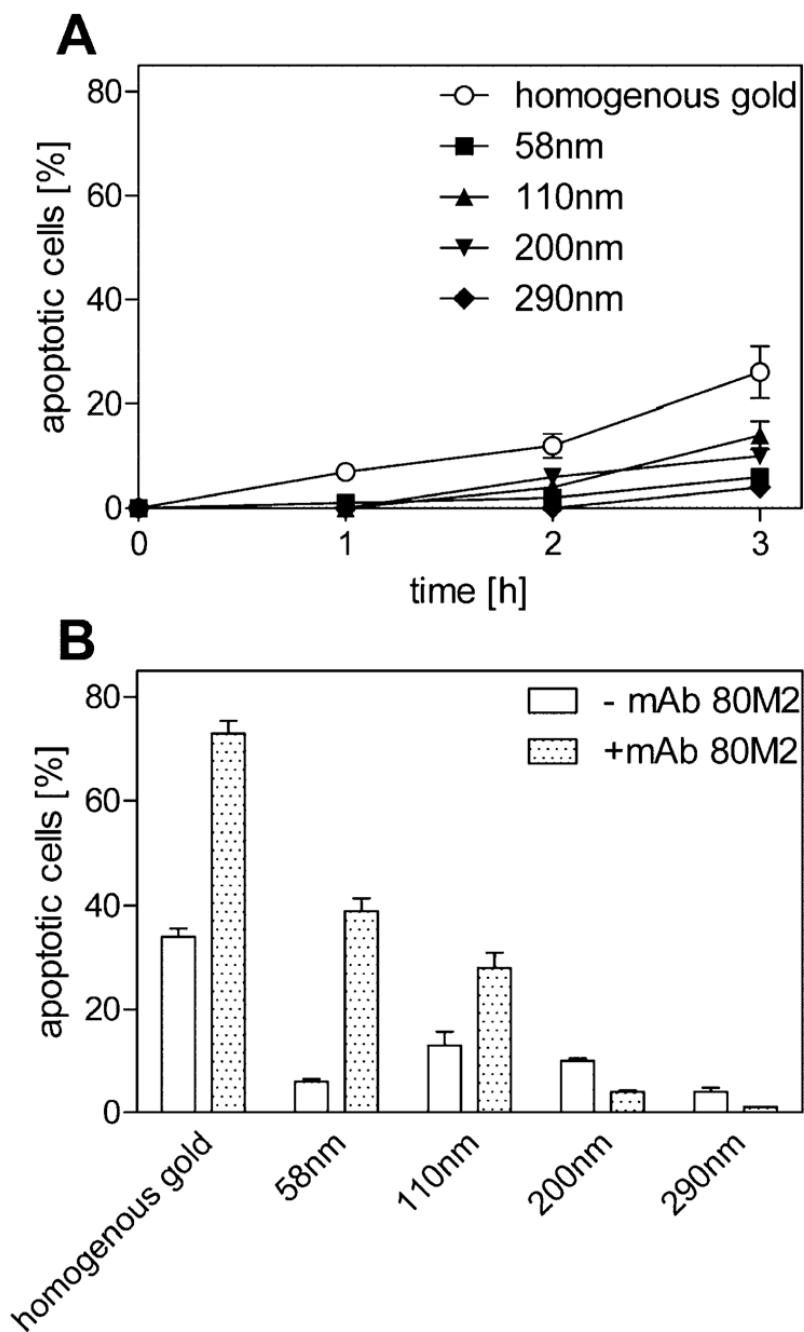 A
80
60
40
20
0
apoptotic cells [%]
homogenous gold
58nm
110nm
200nm
290nm
0 1 2 3
time [h]
B
80
60
40
20
0
apoptotic cells [%]
- mAb 80M2
+mAb 80M2
homogenous gold
58nm
110nm
200nm
290nm